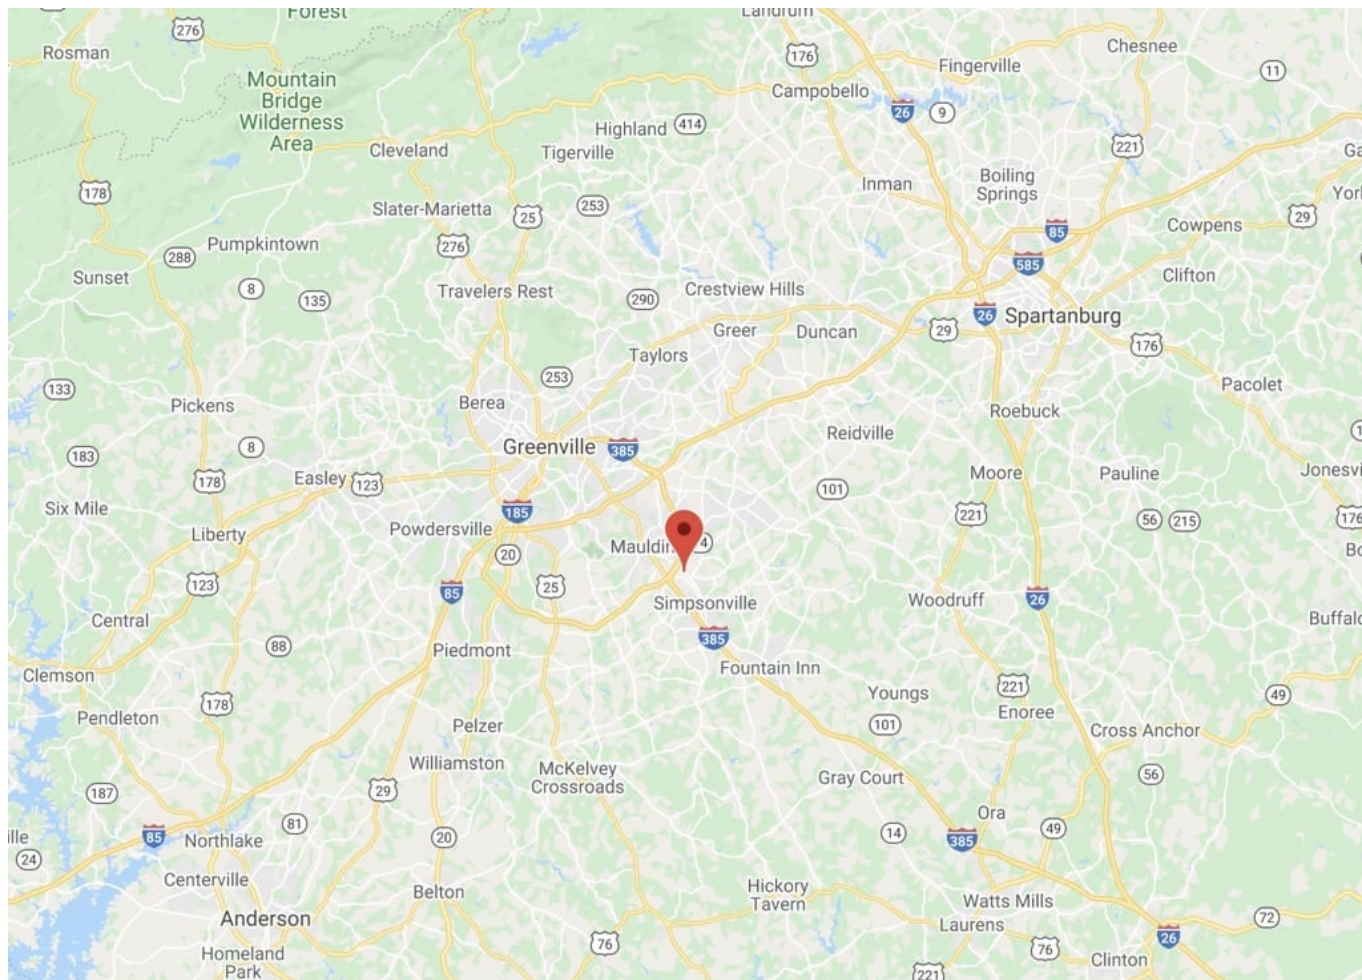 Forest
Landrum
276
Rosman
Chesnee
176
Fingerville
11
Mountain
Bridge
Wilderness
Area
Campobello
26
9
Highland
414
221
Cleveland
Tigerville
Boiling
Springs
Inman
178
Slater-Marietta
253
25
29
Cowpens
85
276
Pumpkintown
288
585
Sunset
Clifton
8
135
Travelers Rest
290
Crestview Hills
26
Spartanburg
Greer
Duncan
29
176
Taylors
253
133
Pacolet
Pickens
Berea
Roebuck
Reidville
8
Greenville
385
183
178
Easley
123
Moore
Pauline
101
Six Mile
185
Powdersville
221
56
215
176
Liberty
20
Mauldin
4
123
85
25
26
Simpsonville
Woodruff
Central
385
88
Piedmont
Clemson
Fountain Inn
221
Youngs
49
178
Pendleton
Enoree
101
Pelzer
Cross Anchor
Williamston
McKelvey
Crossroads
Gray Court
56
187
29
Ora
81
85
20
14
49
385
Northlake
24
Centerville
Belton
Hickory
Tavern
Watts Mills
Anderson
72
Laurens
26
76
76
Homeland
Park
221
Clinton